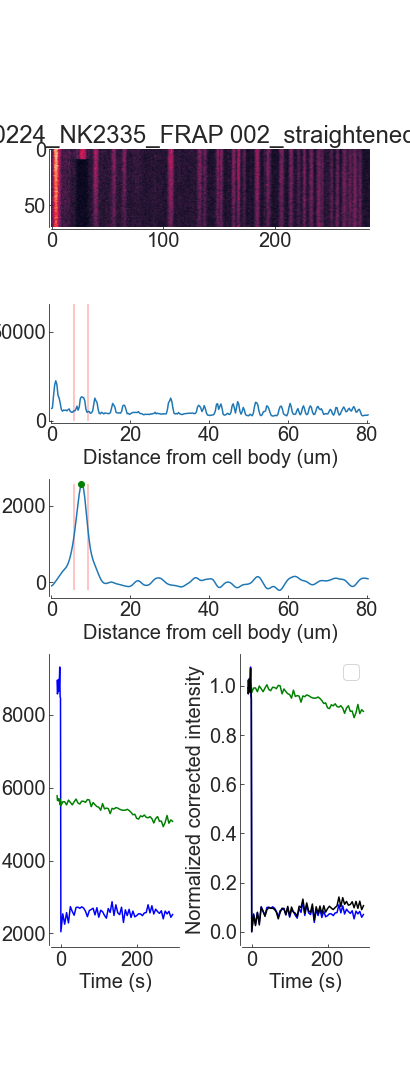 0224_NK2335_FRAP 002_straightened
0
50
0 100 200
50000
0
0 20 40 60 80
Distance from cell body (um)
2000
0
0 20 40 60 80
Distance from cell body (um)
8000
6000
4000
2000
0 200
Time (s)
Normalized corrected intensity
1.0
0.8
0.6
0.4
0.2
0.0
0 200
Time (s)